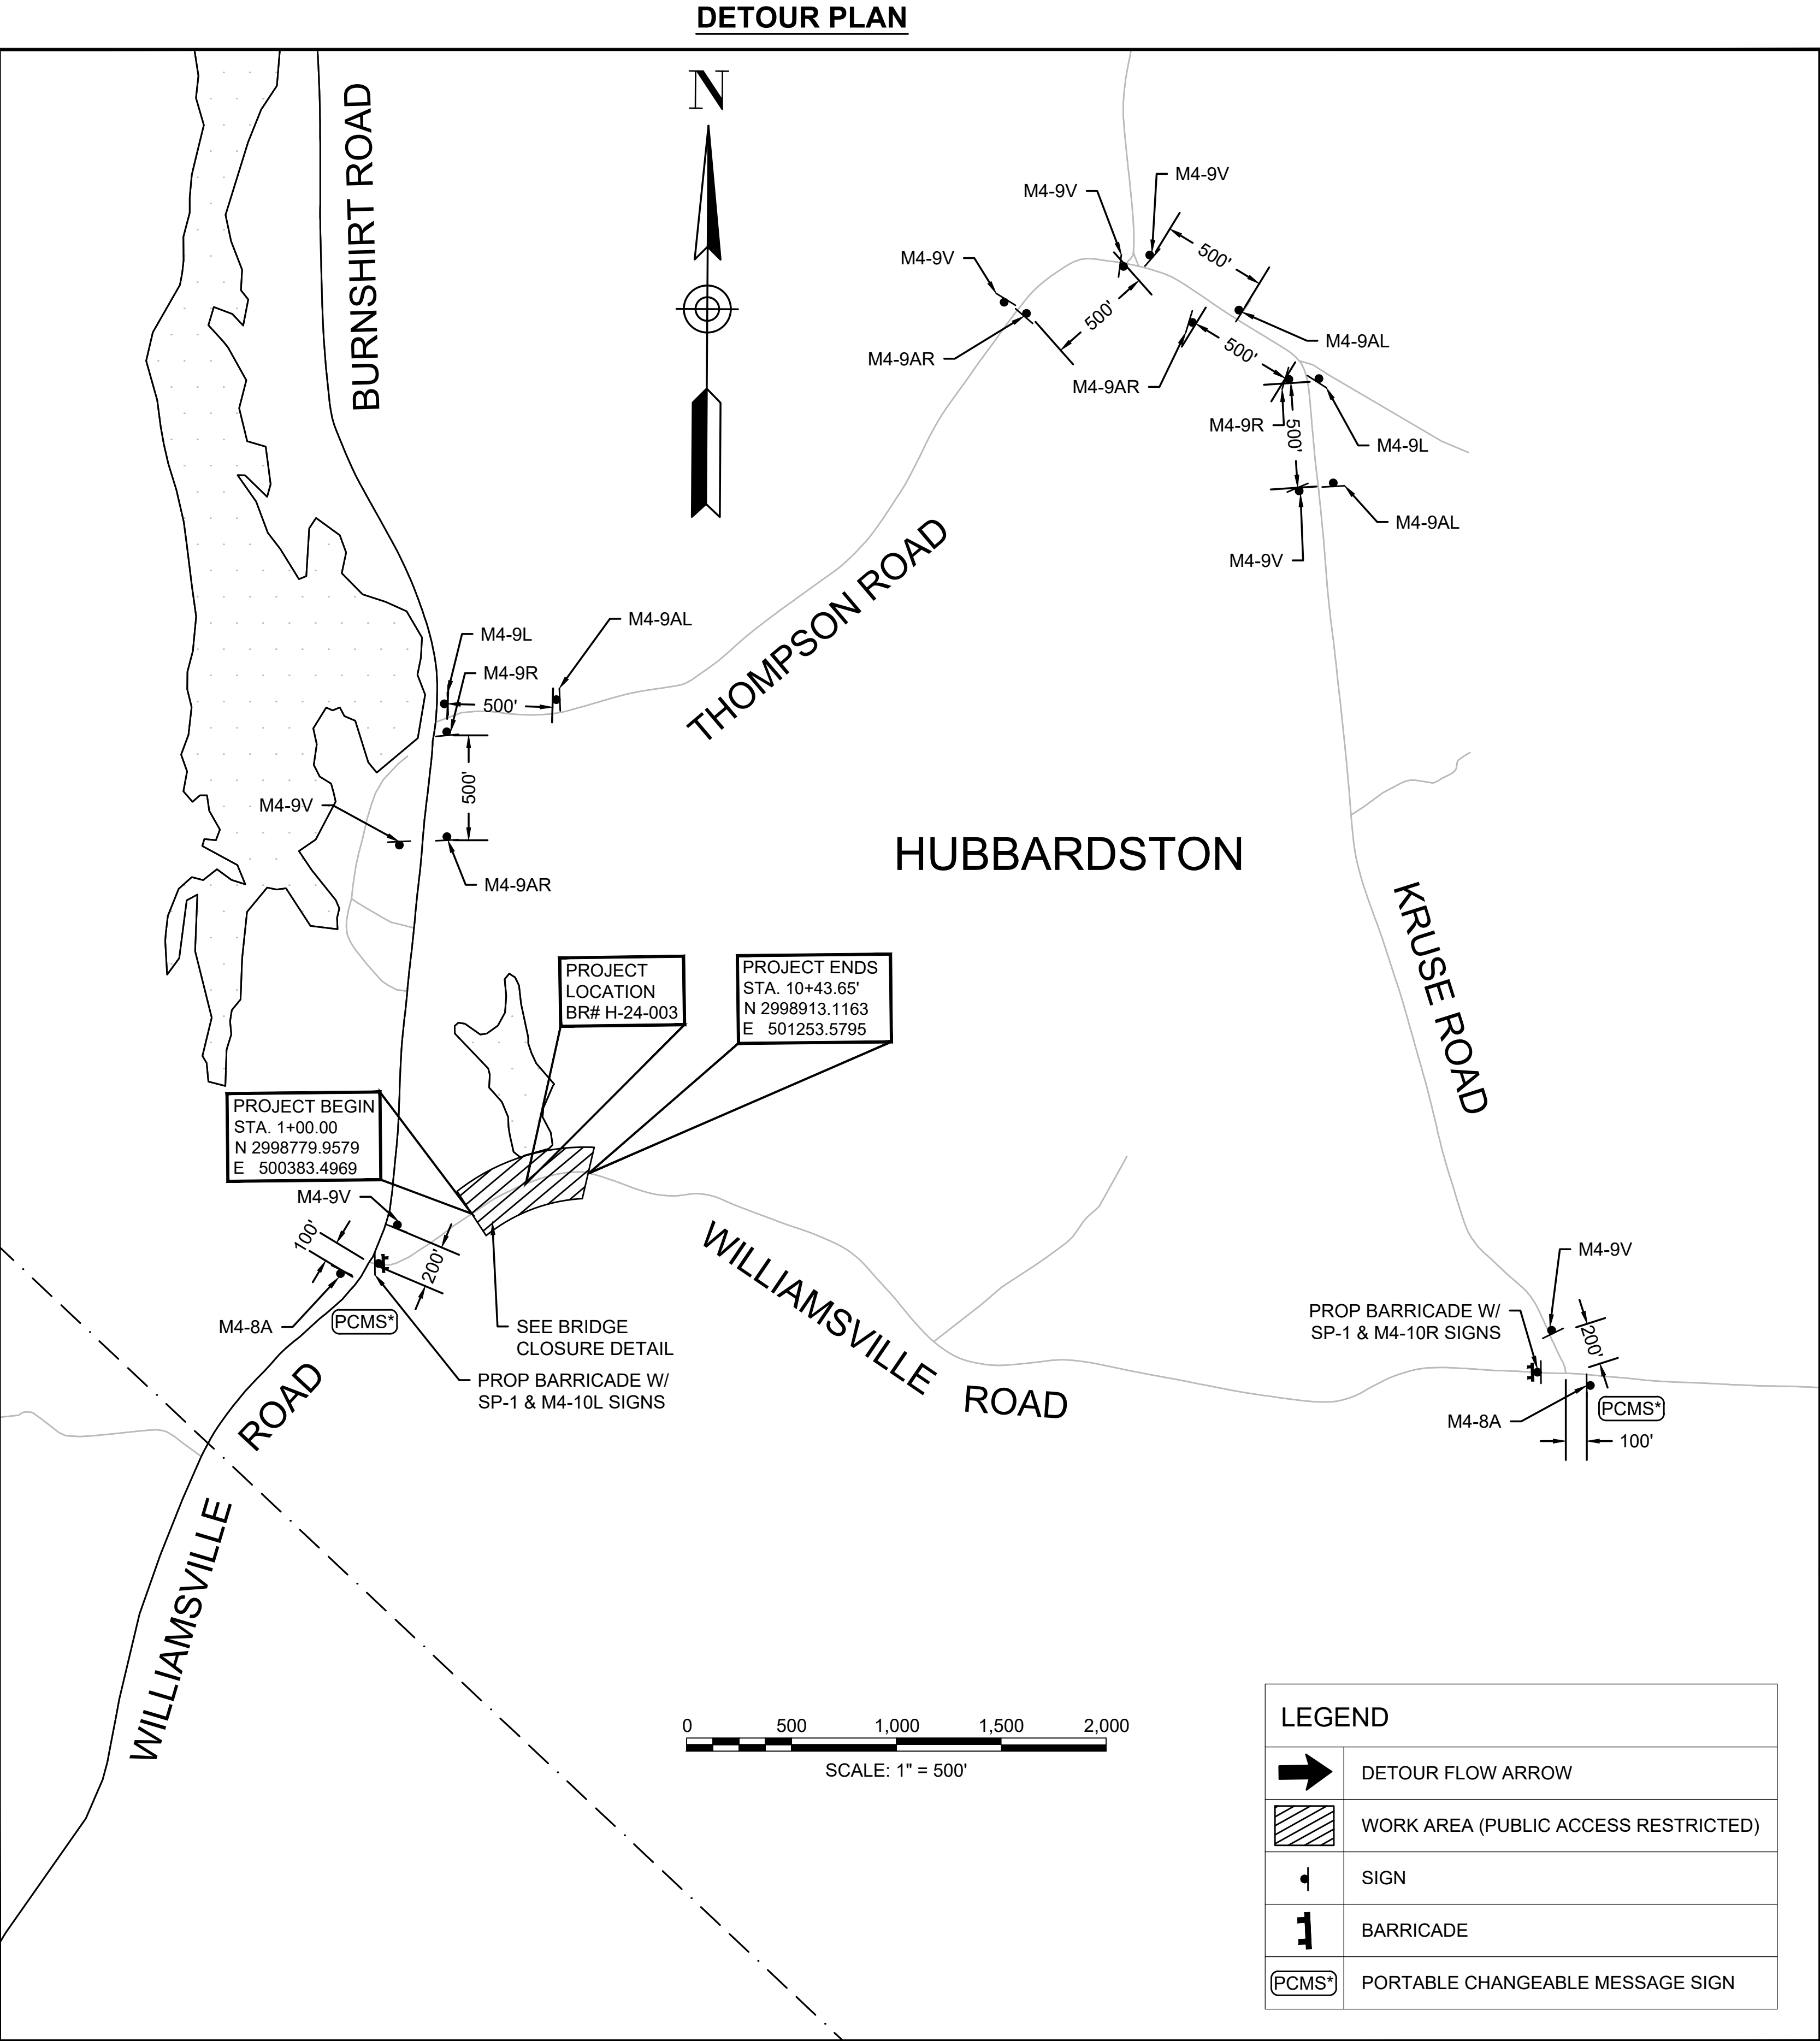 DETOUR PLAN
N
BURNSHIRT ROAD
M4-9V
M4-9V
M4-9V
500'
500'
M4-9AR
M4-9AL
500'
M4-9AR
M4-9R
500'
M4-9L
M4-9AL
M4-9V
THOMPSON ROAD
M4-9L
M4-9AL
M4-9R
500'
500'
M4-9V
M4-9AR
HUBBARDSTON
KRUSE ROAD
PROJECT
LOCATION
BR# H-24-003
PROJECT ENDS
STA. 10+43.65'
N 2998913.1163
E 501253.5795
PROJECT BEGIN
STA. 1+00.00
N 2998779.9579
E 500383.4969
M4-9V
100'
200'
M4-8A
PCMS*
SEE BRIDGE
CLOSURE DETAIL
PROP BARRICADE W/
SP-1 & M4-10L SIGNS
WILLIAMSVILLE ROAD
M4-9V
PROP BARRICADE W/
SP-1 & M4-10R SIGNS
200'
M4-8A
PCMS*
100'
WILLIAMSVILLE ROAD
0 500 1,000 1,500 2,000
SCALE: 1" = 500'
LEGEND
DETOUR FLOW ARROW
WORK AREA (PUBLIC ACCESS RESTRICTED)
SIGN
BARRICADE
PCMS* PORTABLE CHANGEABLE MESSAGE SIGN